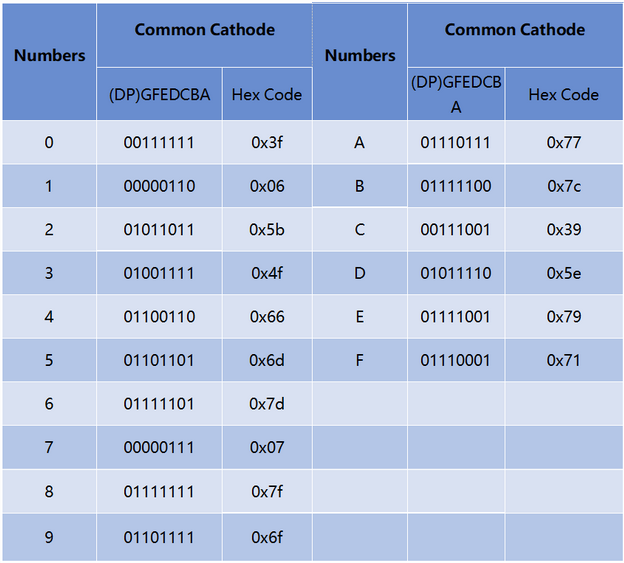 Numbers Common Cathode Numbers Common Cathode
(DP)GFEDCBA Hex Code (DP)GFEDCB
A Hex Code
0 00111111 0x3f A 01110111 0x77
1 00000110 0x06 B 01111100 0x7c
2 01011011 0x5b C 00111001 0x39
3 01001111 0x4f D 01011110 0x5e
4 01100110 0x66 E 01111001 0x79
5 01101101 0x6d F 01110001 0x71
6 01111101 0x7d
7 00000111 0x07
8 01111111 0x7f
9 01101111 0x6f